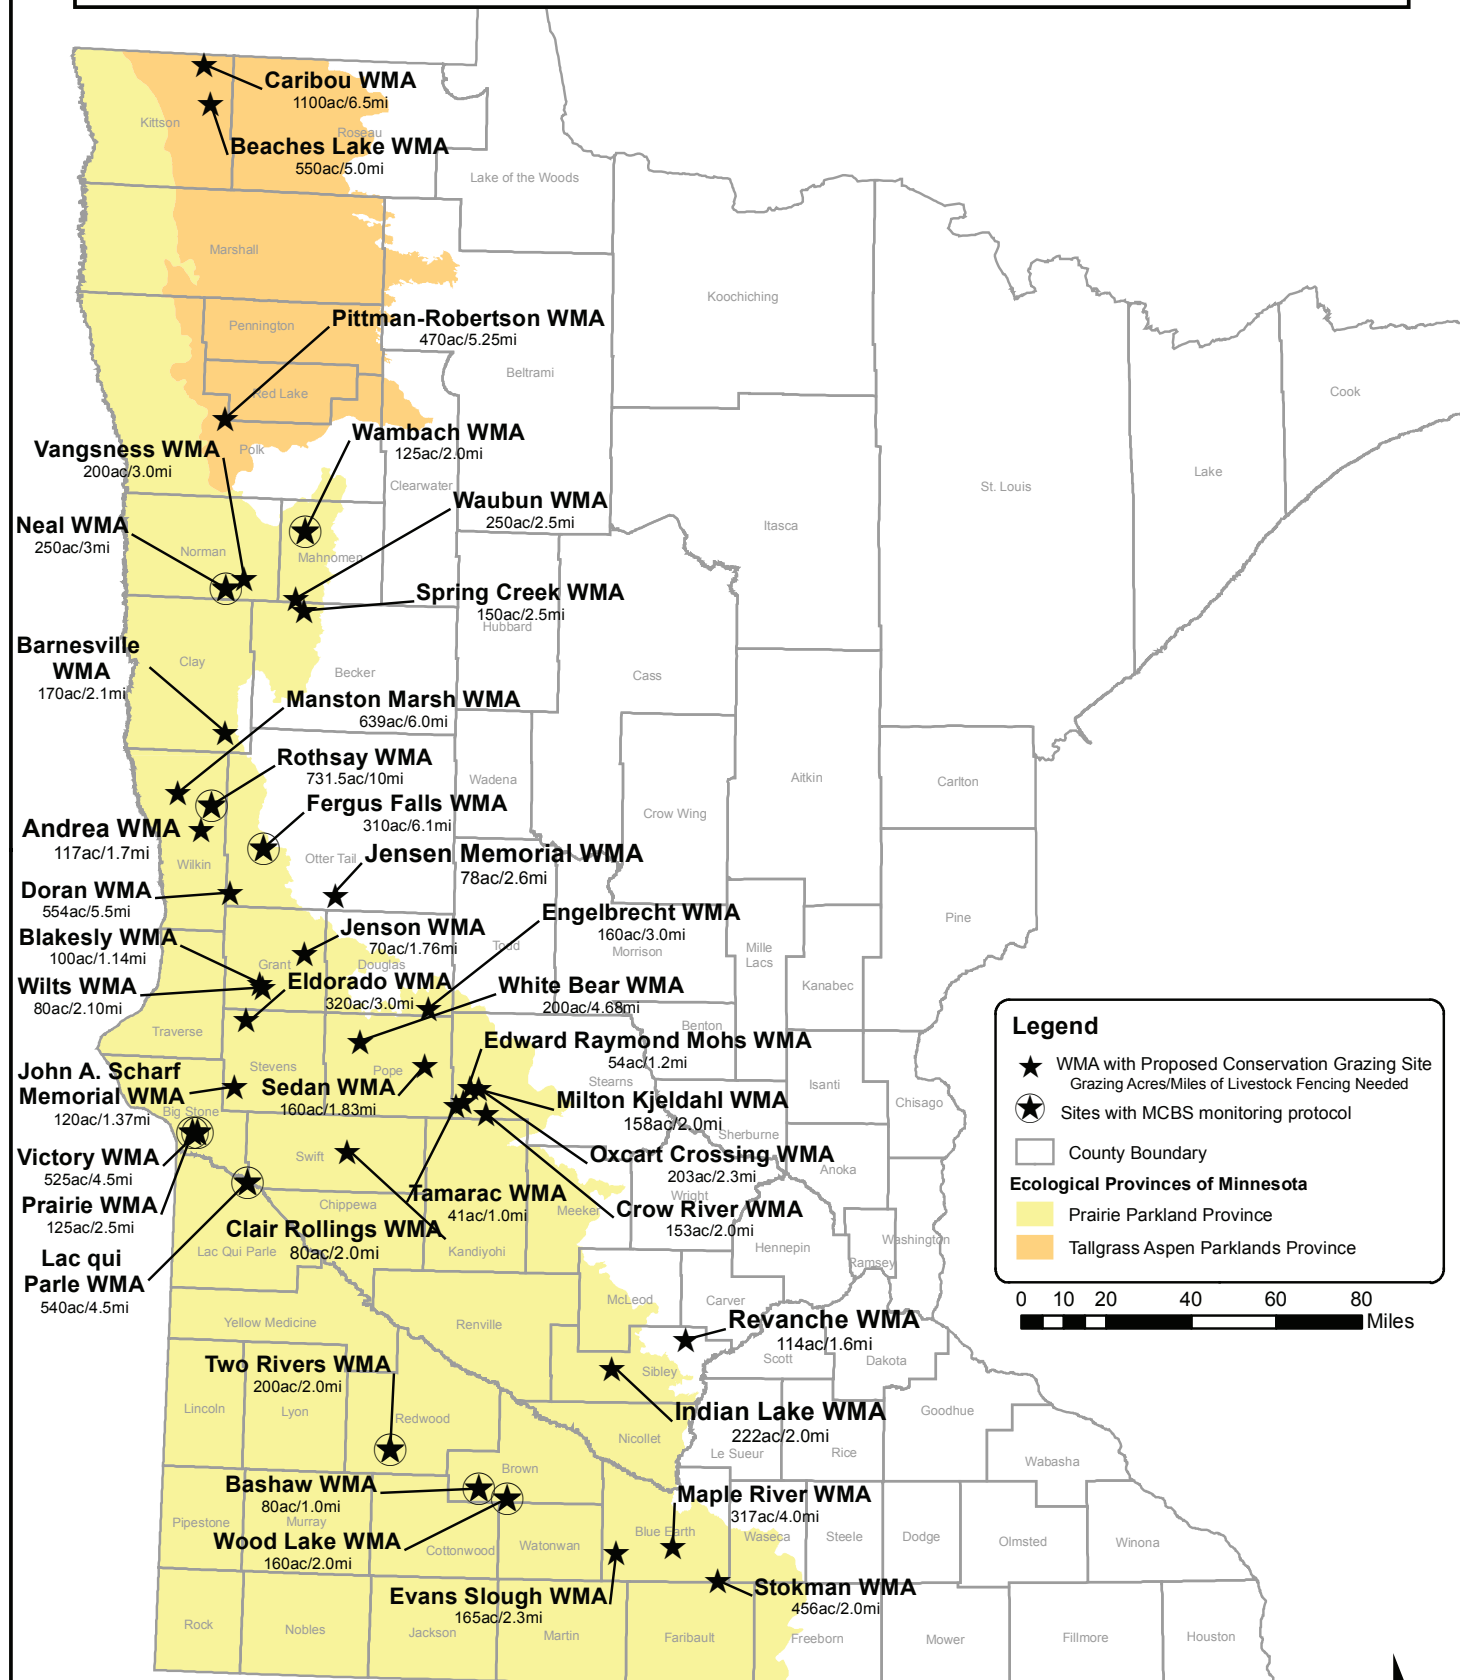 Caribou WMA
1100ac/6.5mi
Kittson
Roseau
Beaches Lake WMA
550ac/5.0mi
Lake of the Woods
Marshall
Koochiching
Pittman-Robertson WMA
470ac/5.25mi
Pennington
Beltrami
Red Lake
Cook
Wambach WMA
125ac/2.0mi
Vangsness WMA
200ac/3.0mi
Polk
Clearwater
Lake
St. Louis
Waubun WMA
250ac/2.5mi
Neal WMA
250ac/3mi
Itasca
Norman
Mahnomen
Spring Creek WMA
150ac/2.5mi
Hubbard
Barnesville
WMA
170ac/2.1mi
Clay
Becker
Cass
Manston Marsh WMA
639ac/6.0mi
Rothsay WMA
731.5ac/10mi
Wadena
Aitkin
Carlton
Fergus Falls WMA
310ac/6.1mi
Crow Wing
Andrea WMA
117ac/1.7mi
Wilkin
Otter Tail
Jensen Memorial WMA
78ac/2.6mi
Doran WMA
554ac/5.5mi
Engelbrecht WMA
160ac/3.0mi
Pine
Blakesly WMA
100ac/1.14mi
Jenson WMA
70ac/1.76mi
Todd
Morrison
Mille
Lacs
Grant
Douglas
Wilts WMA
80ac/2.10mi
Eldorado WMA
320ac/3.0mi
White Bear WMA
200ac/4.68mi
Kanabec
Traverse
Benton
Edward Raymond Mohs WMA
54ac/1.2mi
Stevens
Pope
Stearns
Isanti
Chisago
John A. Scharf
Memorial WMA
120ac/1.37mi
Sedan WMA
160ac/1.83mi
Big Stone
Milton Kjeldahl WMA
158ac/2.0mi
Sherburne
Victory WMA
525ac/4.5mi
Swift
Oxcart Crossing WMA
203ac/2.3mi
Anoka
Prairie WMA
125ac/2.5mi
Chippewa
Tamarac WMA
41ac/1.0mi
Meeker
Wright
Crow River WMA
153ac/2.0mi
Clair Rollings WMA
80ac/2.0mi
Lac Qui Parle
Kandiyohi
Hennepin
Washington
Ramsey
Lac qui
Parle WMA
540ac/4.5mi
McLeod
Carver
Yellow Medicine
Renville
Revanche WMA
114ac/1.6mi
Two Rivers WMA
200ac/2.0mi
Sibley
Scott
Dakota
Lincoln
Lyon
Redwood
Indian Lake WMA
222ac/2.0mi
Goodhue
Nicollet
Le Sueur
Rice
Wabasha
Brown
Bashaw WMA
80ac/1.0mi
Maple River WMA
317ac/4.0mi
Pipestone
Murray
Wood Lake WMA
160ac/2.0mi
Cottonwood
Watonwan
Blue Earth
Waseca
Steele
Dodge
Olmsted
Winona
Evans Slough WMA
165ac/2.3mi
Stokman WMA
456ac/2.0mi
Rock
Nobles
Jackson
Martin
Faribault
Freeborn
Mower
Fillmore
Houston
Legend
WMA with Proposed Conservation Grazing Site
Grazing Acres/Miles of Livestock Fencing Needed
Sites with MCBS monitoring protocol
County Boundary
Ecological Provinces of Minnesota
Prairie Parkland Province
Tallgrass Aspen Parklands Province
0 10 20 40 60 80
Miles